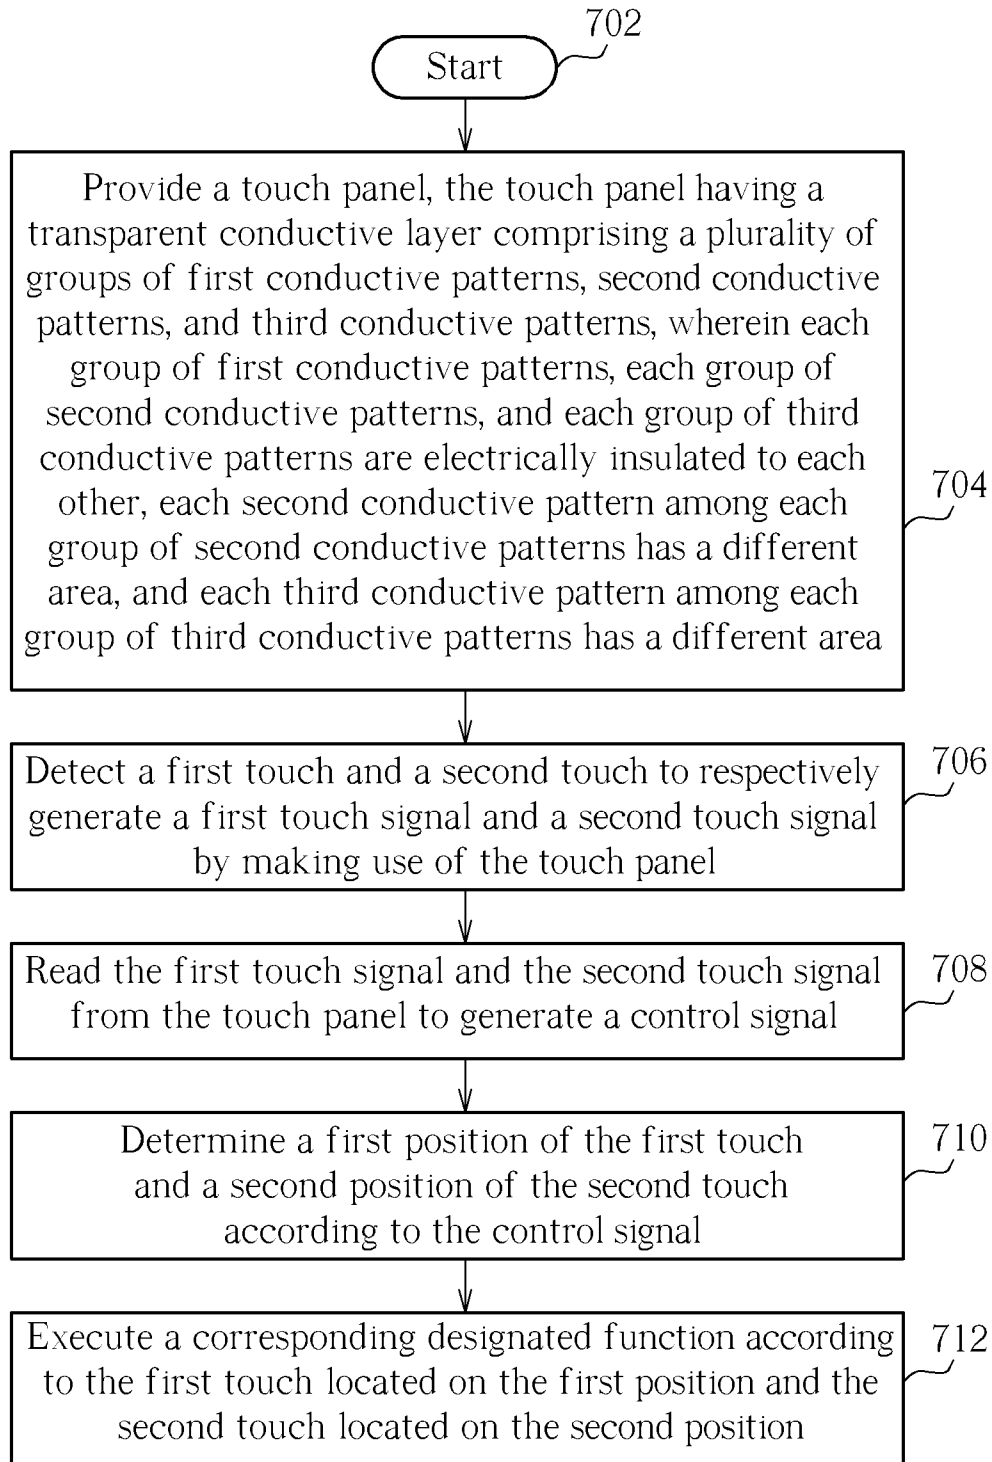 702
Start
Provide a touch panel, the touch panel having a
transparent conductive layer comprising a plurality of
groups of first conductive patterns, second conductive
patterns, and third conductive patterns, wherein each
group of first conductive patterns, each group of
second conductive patterns, and each group of third
conductive patterns are electrically insulated to each
other, each second conductive pattern among each
group of second conductive patterns has a different
area, and each third conductive pattern among each
group of third conductive patterns has a different area
704
Detect a first touch and a second touch to respectively
generate a first touch signal and a second touch signal
by making use of the touch panel
706
Read the first touch signal and the second touch signal
from the touch panel to generate a control signal
708
Determine a first position of the first touch
and a second position of the second touch
according to the control signal
710
Execute a corresponding designated function according
to the first touch located on the first position and the
second touch located on the second position
712